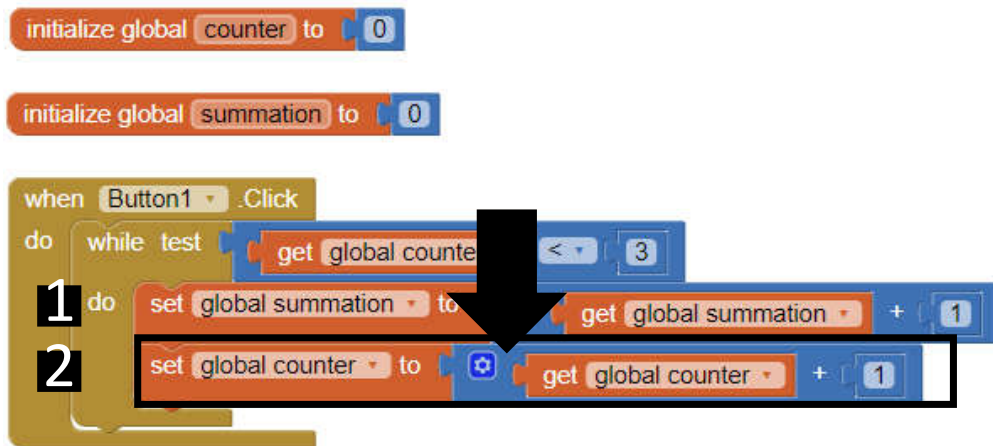 initialize global counter to 0
initialize global summation to 0
when Button1 .Click
do while test get global counte < 3
1 do set global summation to get global summation + 1
2 set global counter to get global counter + 1